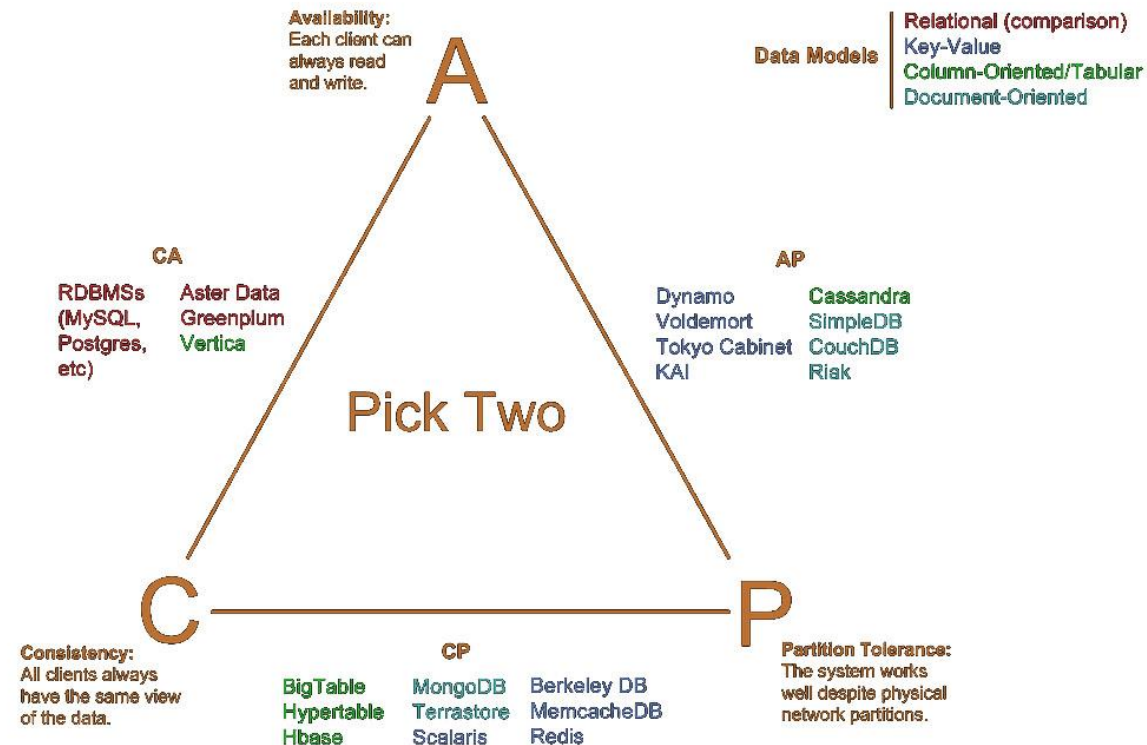 Availability:
Each client can
always read
and write.
A
Data Models
Relational (comparison)
Key-Value
Column-Oriented/Tabular
Document-Oriented
CA
RDBMSs
(MySQL,
Postgres,
etc)
Aster Data
Greenplum
Vertica
AP
Dynamo
Voldemort
Tokyo Cabinet
KAI
Cassandra
SimpleDB
CouchDB
Risk
Pick Two
C
Consistency:
All clients always
have the same view
of the data.
CP
BigTable
Hypertable
Hbase
MongoDB
Terrastore
Scalaris
Berkeley DB
MemcacheDB
Redis
P
Partition Tolerance:
The system works
well despite physical
network partitions.